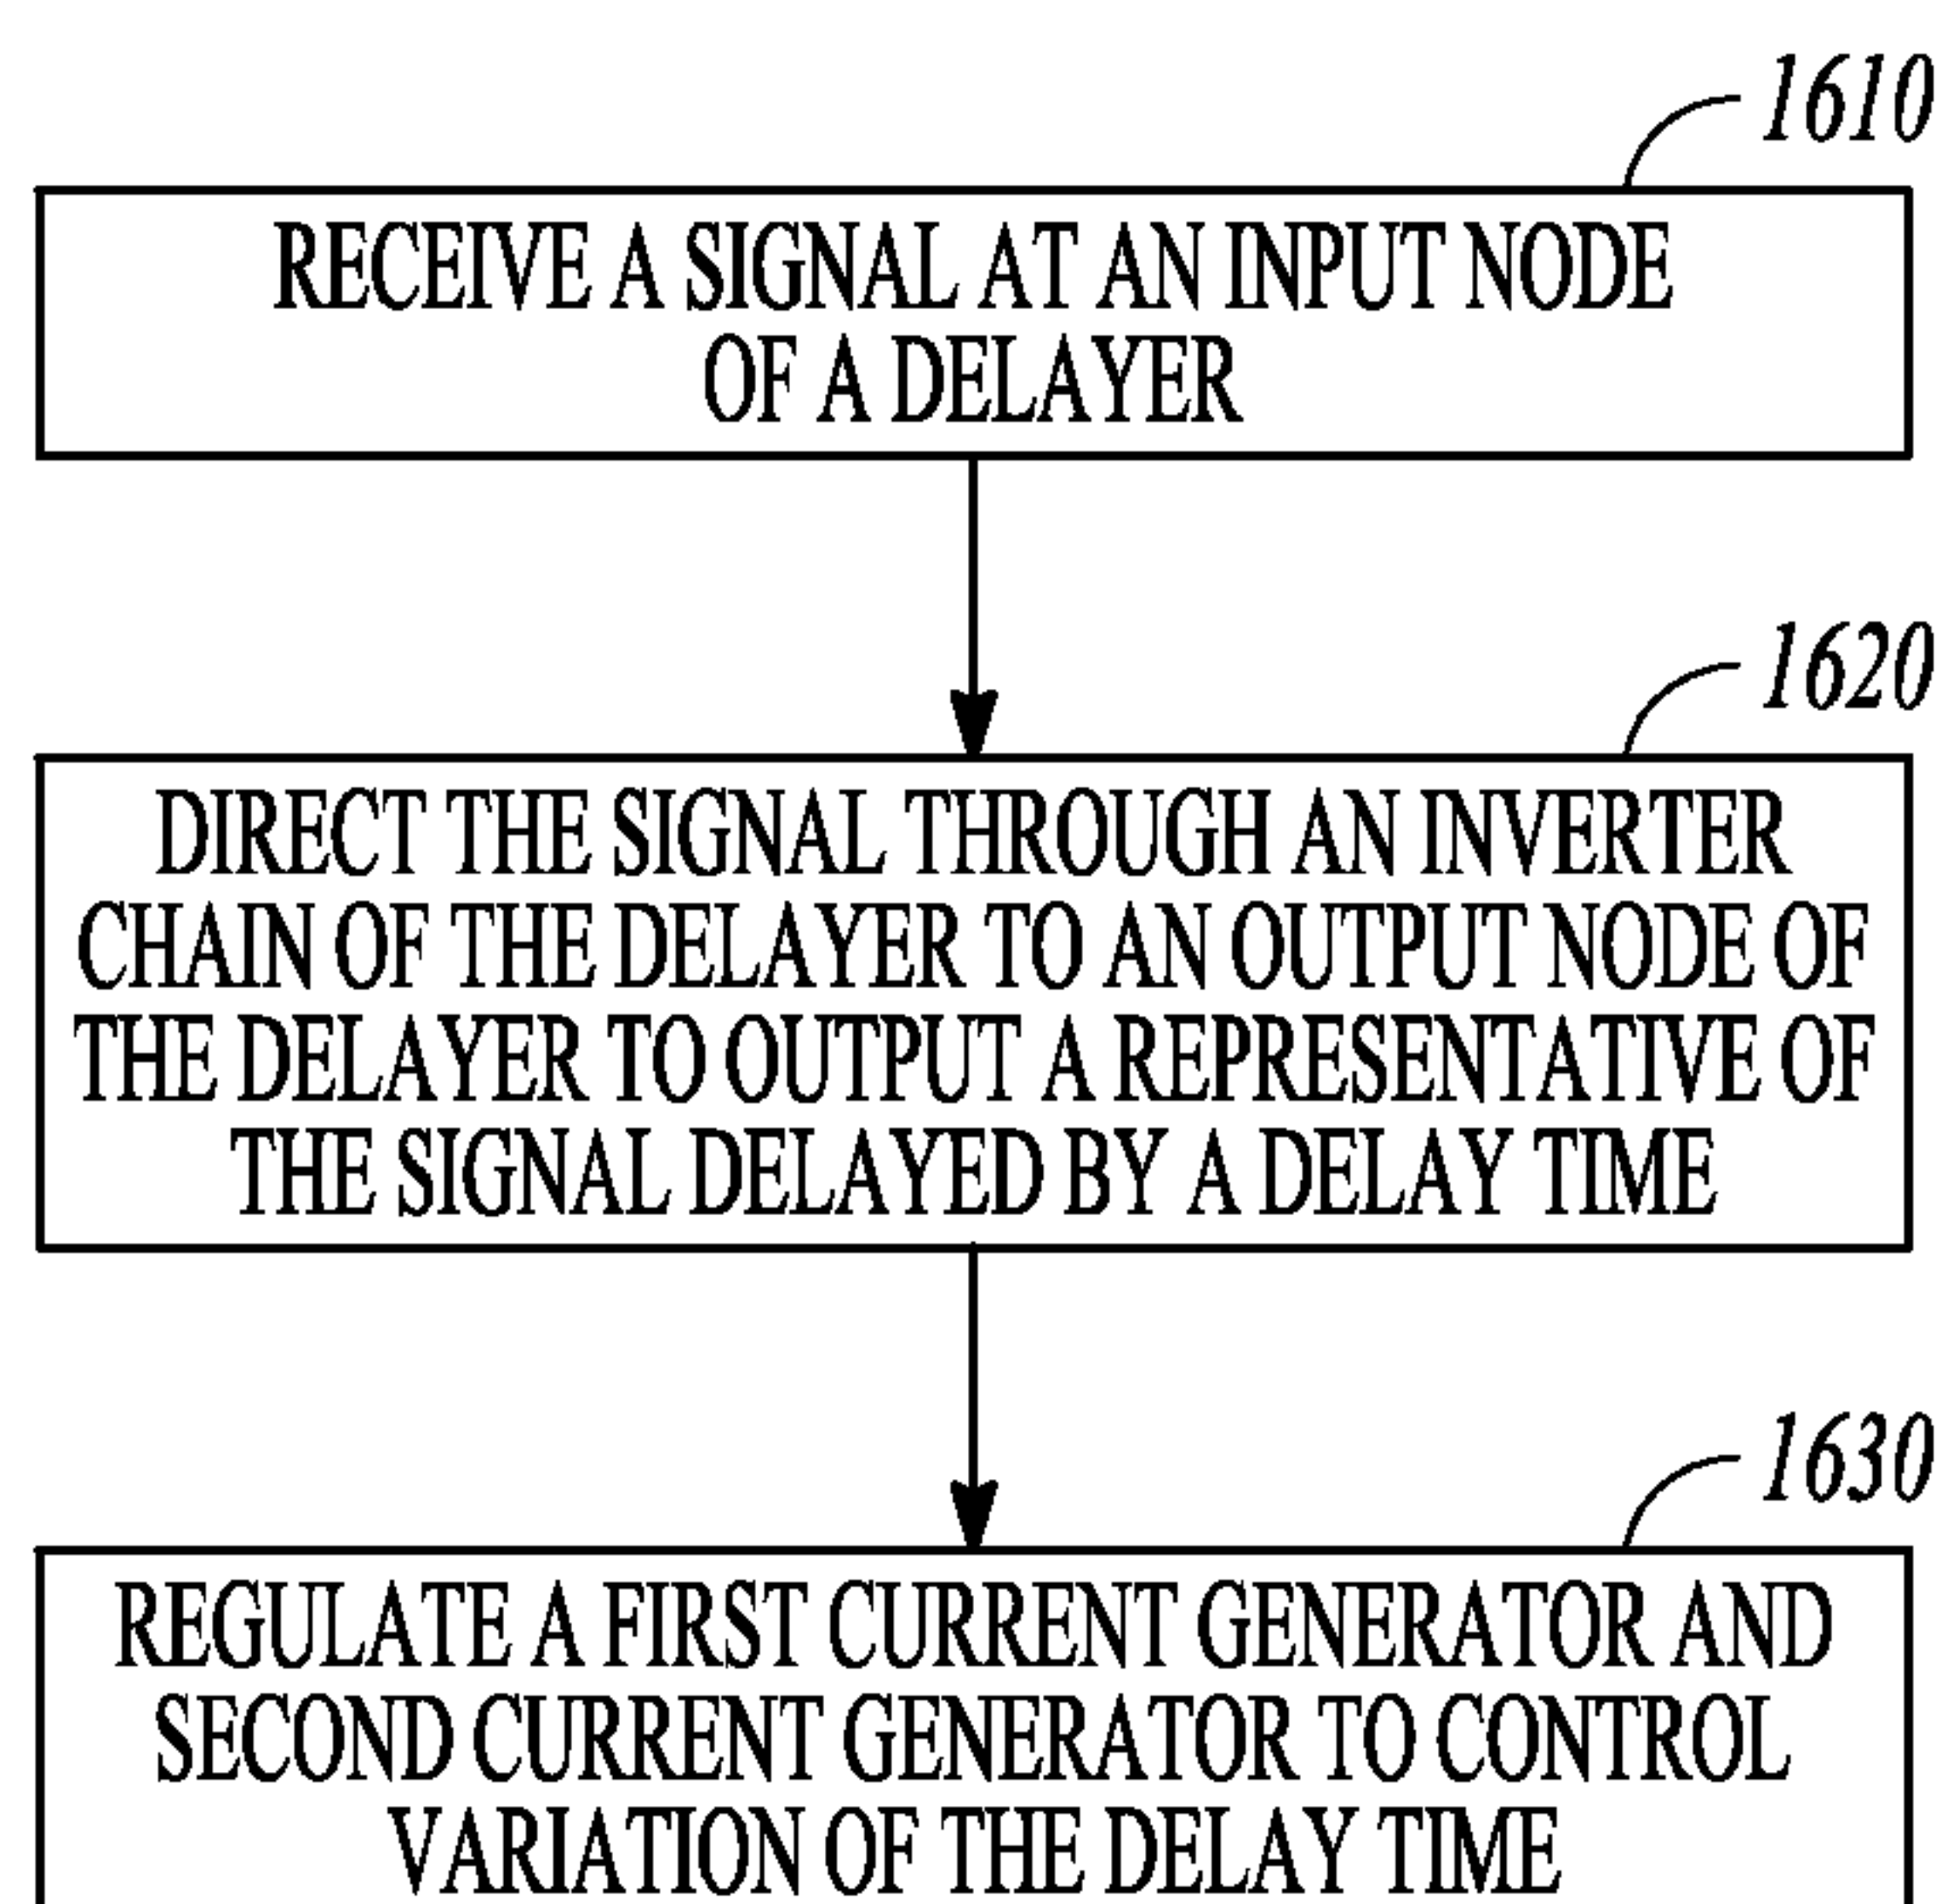 1610
RECEIVE A SIGNAL AT AN INPUT NODE
OF A DELAYER
1620
DIRECT THE SIGNAL THROUGH AN INVERTER
CHAIN OF THE DELAYER TO AN OUTPUT NODE OF
THE DELAYER TO OUTPUT A REPRESENTATIVE OF
THE SIGNAL DELAYED BY A DELAY TIME
1630
REGULATE A FIRST CURRENT GENERATOR AND
SECOND CURRENT GENERATOR TO CONTROL
VARIATION OF THE DELAY TIME